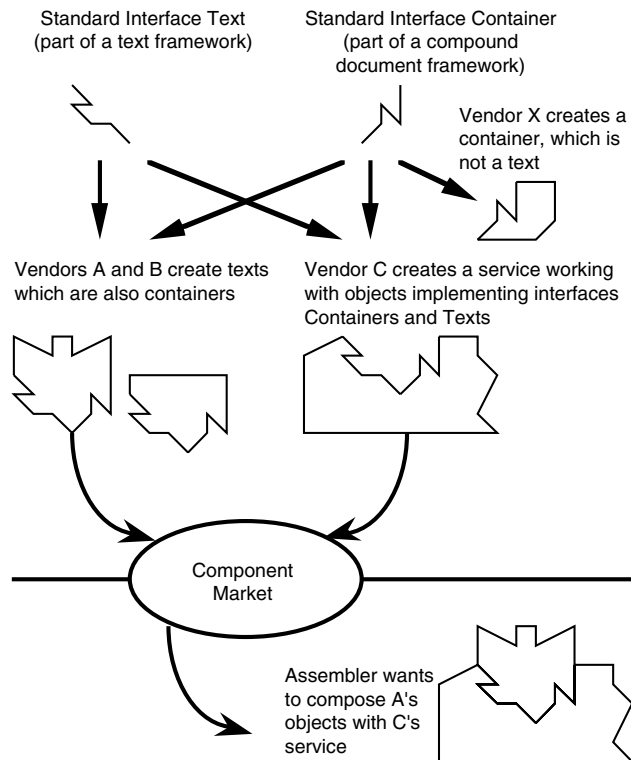 Standard Interface Text
(part of a text framework)
Standard Interface Container
(part of a compound
document framework)
Vendor X creates a
container, which is
not a text
Vendors A and B create texts
which are also containers
Vendor C creates a service working
with objects implementing interfaces
Containers and Texts
Component
Market
Assembler wants
to compose A's
objects with C's
service